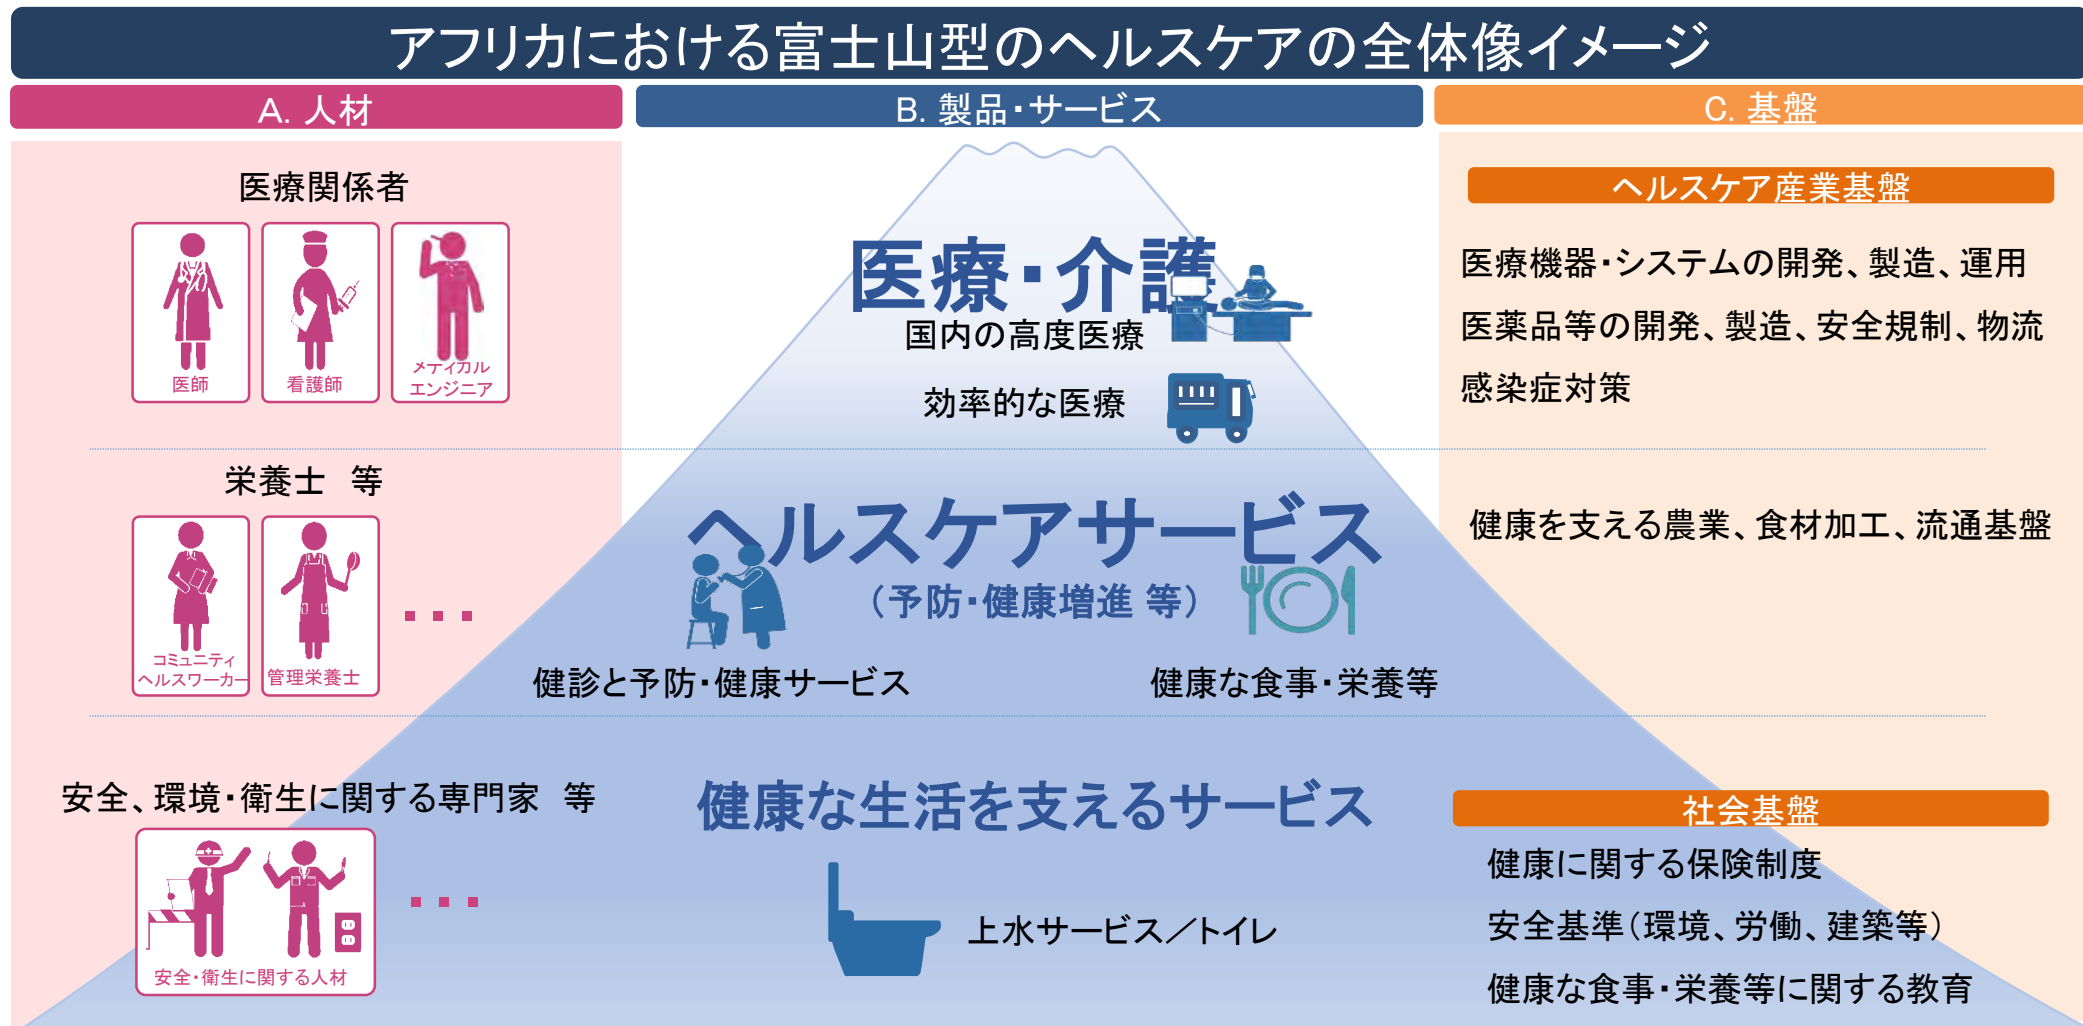 アフリカにおける富士山型のヘルスケアの全体像イメージ
A. 人材
B. 製品・サービス
C. 基盤
医療関係者
医師
看護師
メディカル
エンジニア
医療・介護
国内の高度医療
効率的な医療
ヘルスケア産業基盤
医療機器・システムの開発、製造、運用
医薬品等の開発、製造、安全規制、物流
感染症対策
栄養士　等
コミュニティ
ヘルスワーカー
管理栄養士
・・・
ヘルスケアサービス
（予防・健康増進 等）
健診と予防・健康サービス
健康な食事・栄養等
健康を支える農業、食材加工、流通基盤
安全、環境・衛生に関する専門家　等
安全・衛生に関する人材
・・・
健康な生活を支えるサービス
上水サービス／トイレ
社会基盤
健康に関する保険制度
安全基準（環境、労働、建築等）
健康な食事・栄養等に関する教育